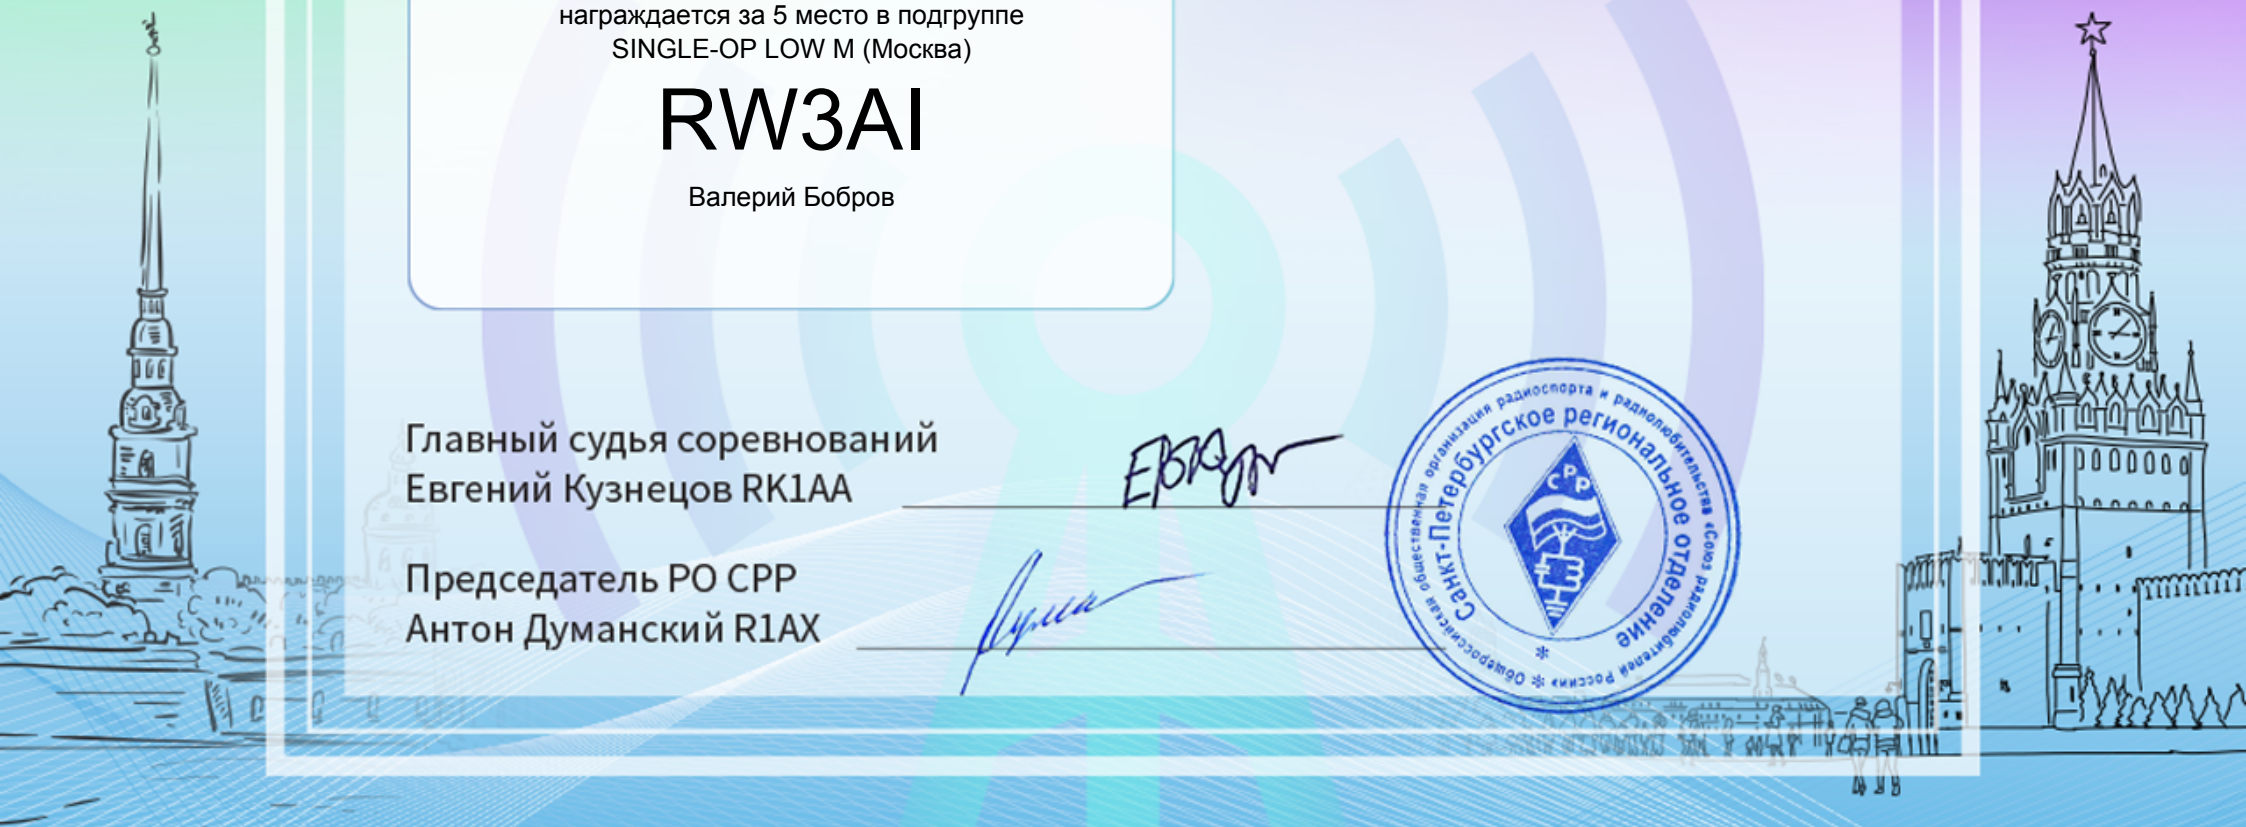 награждается за 5 место в подгруппе
SINGLE-OP LOW M (Москва)
RW3AI
Валерий Бобров
Главный судья соревнований
Евгений Кузнецов RK1AA
Председатель РО СРР
Антон Думанский R1AX
Общероссийская общественная организация радиоспорта и радиолюбительства «Союз радиолюбителей России»
Санкт-Петербургское региональное отделение
СРР